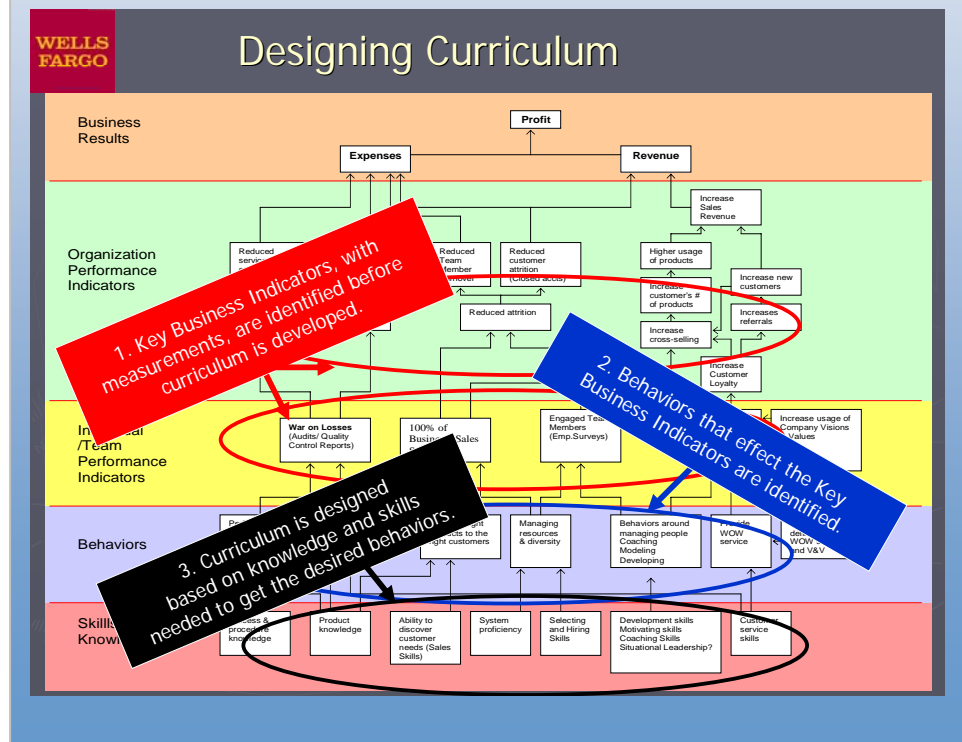 WELLS
FARGO
Designing Curriculum
Business
Results
Profit
Expenses
Revenue
Organization
Performance
Indicators
Increase
Sales
Revenue
Reduced
Reduced
Team
Reduced
customer
attrition
(Closed accts)
Higher usage
of products
Increase
customer's #
of products
Increase new
customers
Reduced attrition
Increases
referrals
Increase
cross-selling
Increase
Customer
Loyalty
1. Key Business Indicators, with
measurements, are identified before
curriculum is developed.
2. Behaviors that effect the Key
Business Indicators are identified.
/Team
Performance
Indicators
War on Losses
(Audits/ Quality
Control Reports)
100% of
Sales
Engaged
Members
(Emp.Surveys)
Increase usage of
Company Visions
Values
3. Curriculum is designed
based on knowledge and skills
needed to get the desired behaviors.
Behaviors
to the
customers
Managing
resources
& diversity
Behaviors around
managing people
Coaching
Modeling
Developing
WOW
service
WOW
and V&V
procedure
knowledge
Product
knowledge
Ability to
discover
customer
needs (Sales
Skills)
System
proficiency
Selecting
and Hiring
Skills
Development skills
Motivating skills
Coaching Skills
Situational Leadership?
Customer
service
skills